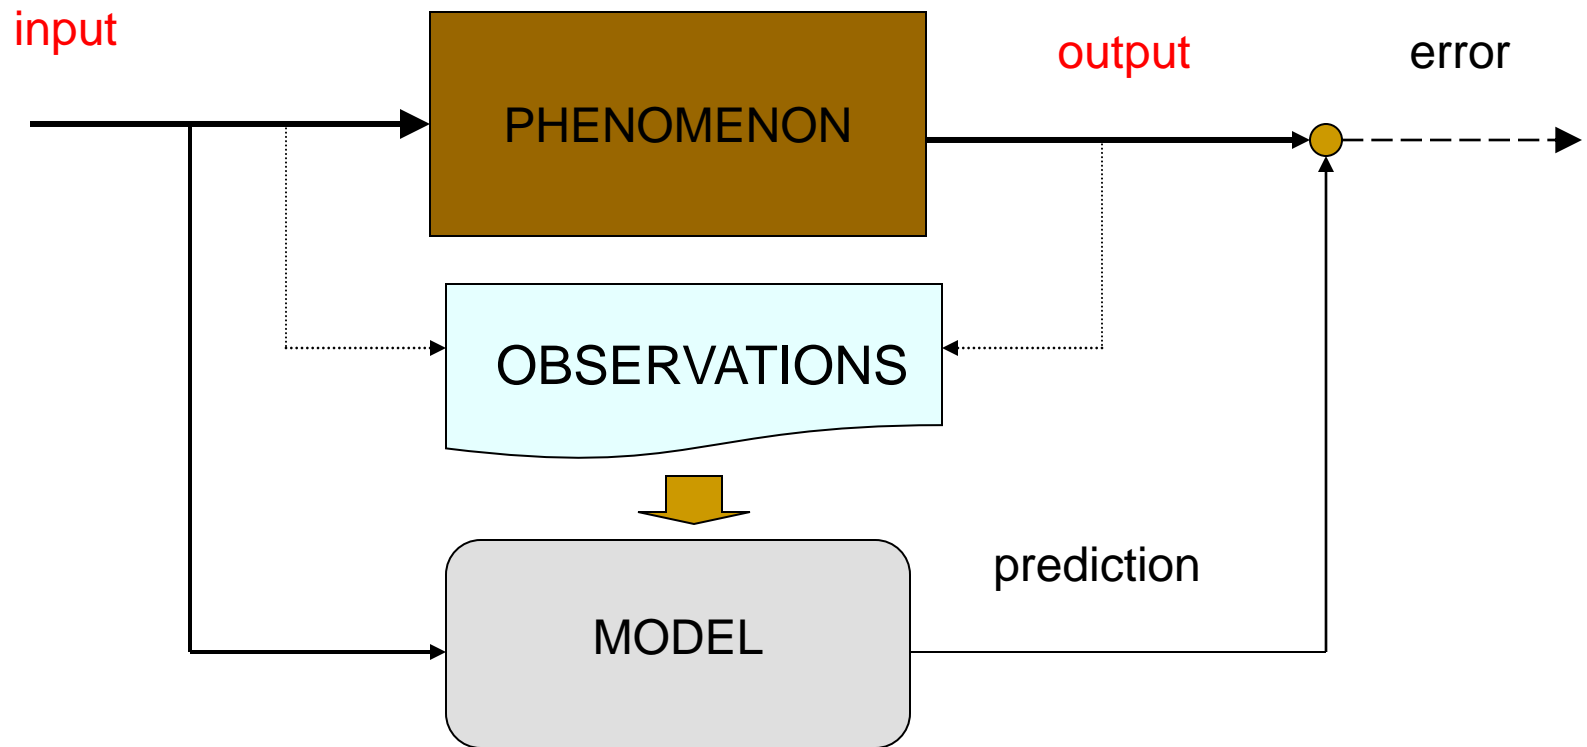 input
output
error
PHENOMENON
OBSERVATIONS
prediction
MODEL